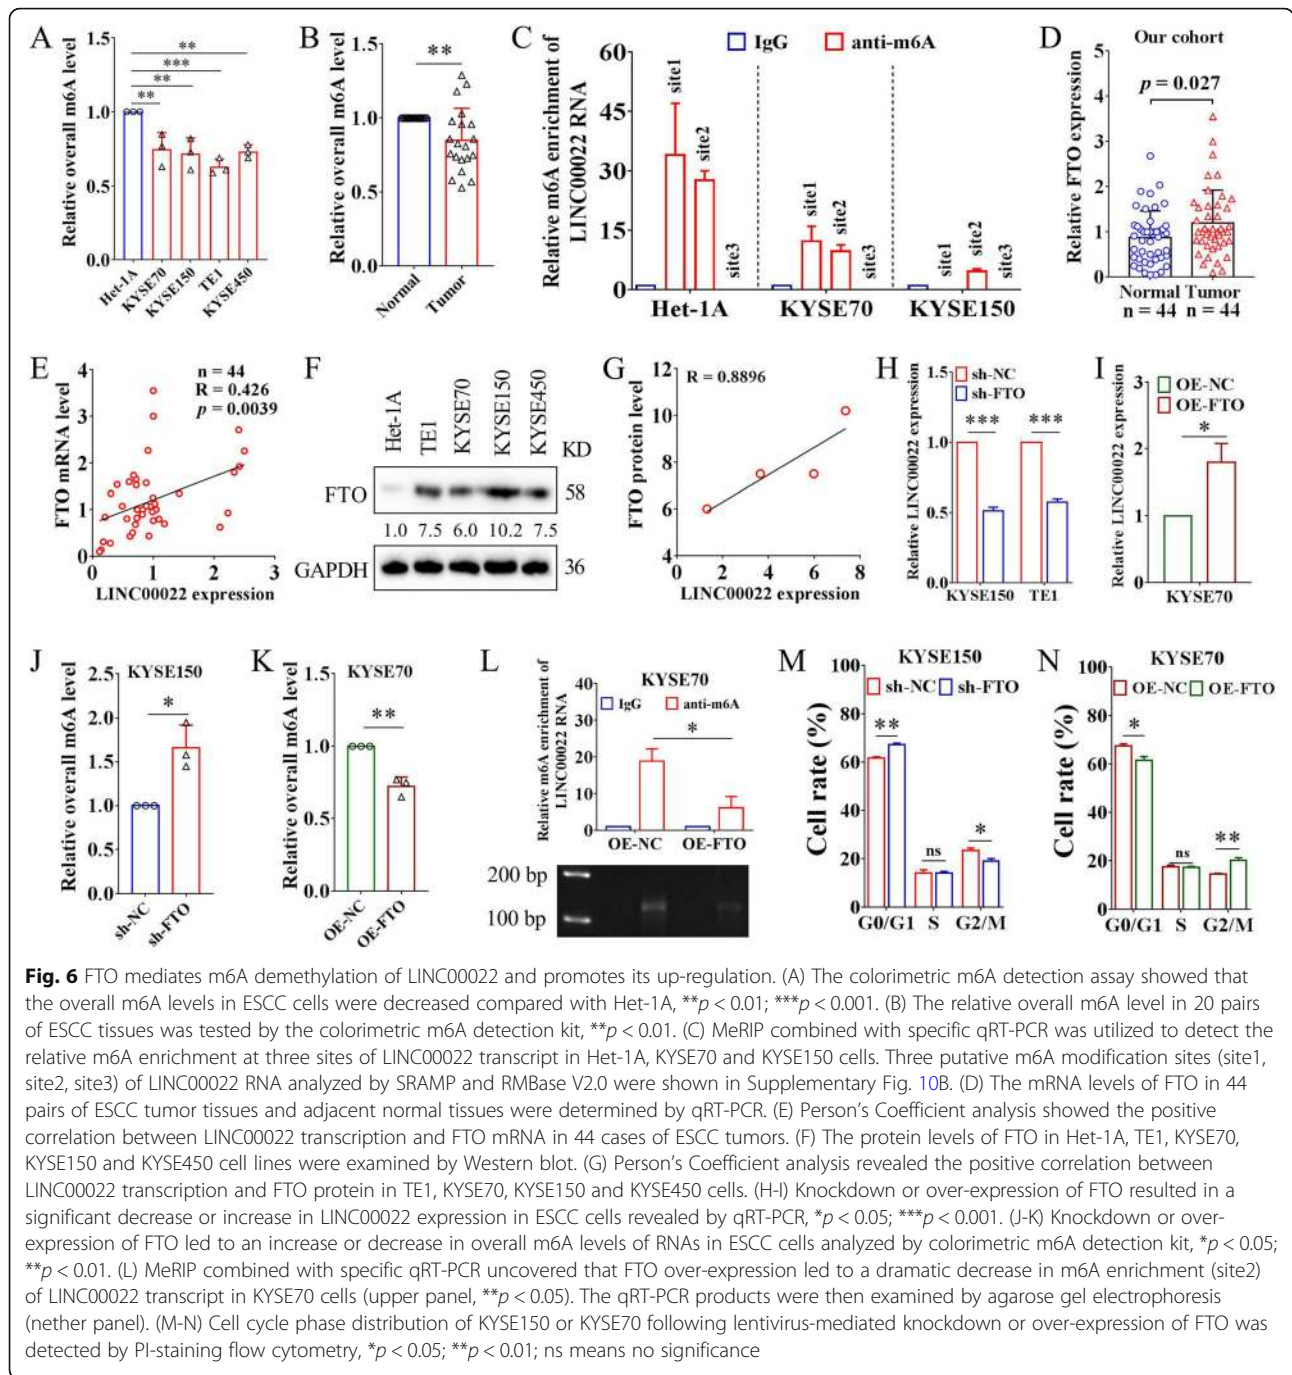 A
Relative overall m6A level
1.5
1.0
0.5
0.0
**
***
**
**
Het-1A
KYSE70
KYSE150
TE1
KYSE450
B
Relative overall m6A level
1.5
1.0
0.5
0.0
**
Normal
Tumor
C
Relative m6A enrichment of
LINC00022 RNA
60
45
30
15
0
IgG
anti-m6A
site1
site2
site3
site1
site2
site3
site1
site2
site3
Het-1A
KYSE70
KYSE150
D
Our cohort
Relative FTO expression
p = 0.027
5
4
3
2
1
0
Normal Tumor
n = 44 n = 44
E
FTO mRNA level
4
3
2
1
0
n = 44
R = 0.426
p = 0.0039
0 1 2 3
LINC00022 expression
F
Het-1A
TE1
KYSE70
KYSE150
KYSE450
KD
FTO
58
1.0 7.5 6.0 10.2 7.5
GAPDH
36
G
FTO protein level
12
10
8
6
4
R = 0.8896
0 2 4 6 8
LINC00022 expression
H
Relative LINC00022 expression
1.5
1.0
0.5
0.0
sh-NC
sh-FTO
***
***
KYSE150 TE1
I
Relative LINC00022 expression
3
2
1
0
OE-NC
OE-FTO
*
KYSE70
J
KYSE150
Relative overall m6A level
2.5
2.0
1.5
1.0
0.5
0.0
*
sh-NC
sh-FTO
K
KYSE70
Relative overall m6A level
1.5
1.0
0.5
0.0
**
OE-NC
OE-FTO
L
KYSE70
IgG
anti-m6A
Relative m6A enrichment of
LINC00022 RNA
40
30
20
10
0
*
OE-NC OE-FTO
200 bp
100 bp
M
KYSE150
sh-NC
sh-FTO
Cell rate (%)
100
80
60
40
20
0
**
ns
*
G0/G1 S G2/M
N
KYSE70
OE-NC
OE-FTO
Cell rate (%)
100
80
60
40
20
0
*
ns
**
G0/G1 S G2/M
Fig. 6 FTO mediates m6A demethylation of LINC00022 and promotes its up-regulation. (A) The colorimetric m6A detection assay showed that
the overall m6A levels in ESCC cells were decreased compared with Het-1A, **p < 0.01; ***p < 0.001. (B) The relative overall m6A level in 20 pairs
of ESCC tissues was tested by the colorimetric m6A detection kit, **p < 0.01. (C) MeRIP combined with specific qRT-PCR was utilized to detect the
relative m6A enrichment at three sites of LINC00022 transcript in Het-1A, KYSE70 and KYSE150 cells. Three putative m6A modification sites (site1,
site2, site3) of LINC00022 RNA analyzed by SRAMP and RMBase V2.0 were shown in Supplementary Fig. 10B. (D) The mRNA levels of FTO in 44
pairs of ESCC tumor tissues and adjacent normal tissues were determined by qRT-PCR. (E) Person's Coefficient analysis showed the positive
correlation between LINC00022 transcription and FTO mRNA in 44 cases of ESCC tumors. (F) The protein levels of FTO in Het-1A, TE1, KYSE70,
KYSE150 and KYSE450 cell lines were examined by Western blot. (G) Person's Coefficient analysis revealed the positive correlation between
LINC00022 transcription and FTO protein in TE1, KYSE70, KYSE150 and KYSE450 cells. (H-I) Knockdown or over-expression of FTO resulted in a
significant decrease or increase in LINC00022 expression in ESCC cells revealed by qRT-PCR, *p < 0.05; ***p < 0.001. (J-K) Knockdown or over-
expression of FTO led to an increase or decrease in overall m6A levels of RNAs in ESCC cells analyzed by colorimetric m6A detection kit, *p < 0.05;
**p < 0.01. (L) MeRIP combined with specific qRT-PCR uncovered that FTO over-expression led to a dramatic decrease in m6A enrichment (site2)
of LINC00022 transcript in KYSE70 cells (upper panel, **p < 0.05). The qRT-PCR products were then examined by agarose gel electrophoresis
(nether panel). (M-N) Cell cycle phase distribution of KYSE150 or KYSE70 following lentivirus-mediated knockdown or over-expression of FTO was
detected by PI-staining flow cytometry, *p < 0.05; **p < 0.01; ns means no significance